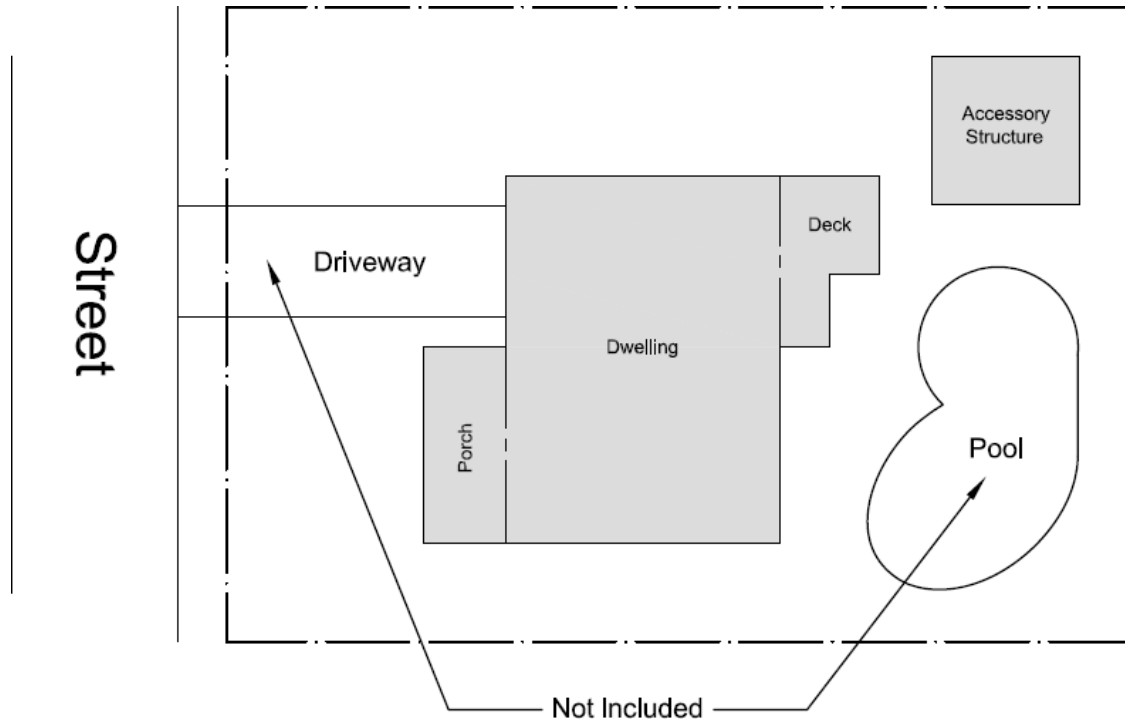 Accessory
Structure
Deck
Driveway
Street
Dwelling
Porch
Pool
Not Included